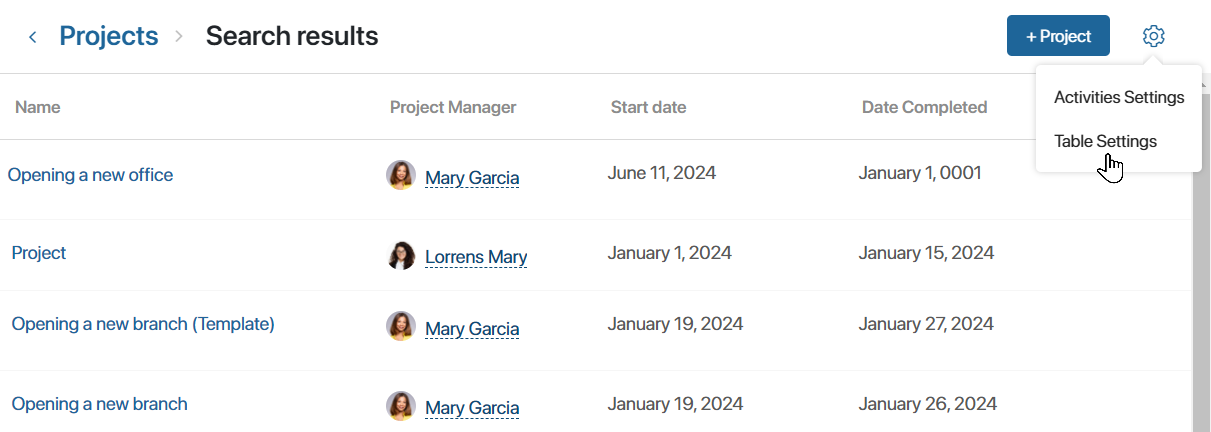 Projects Search results + Project
Activities Settings
Table Settings
Name Project Manager Start date Date Completed
Opening a new office Mary Garcia June 11, 2024 January 1, 0001
Project Lorrens Mary January 1, 2024 January 15, 2024
Opening a new branch (Template) Mary Garcia January 19, 2024 January 27, 2024
Opening a new branch Mary Garcia January 19, 2024 January 26, 2024